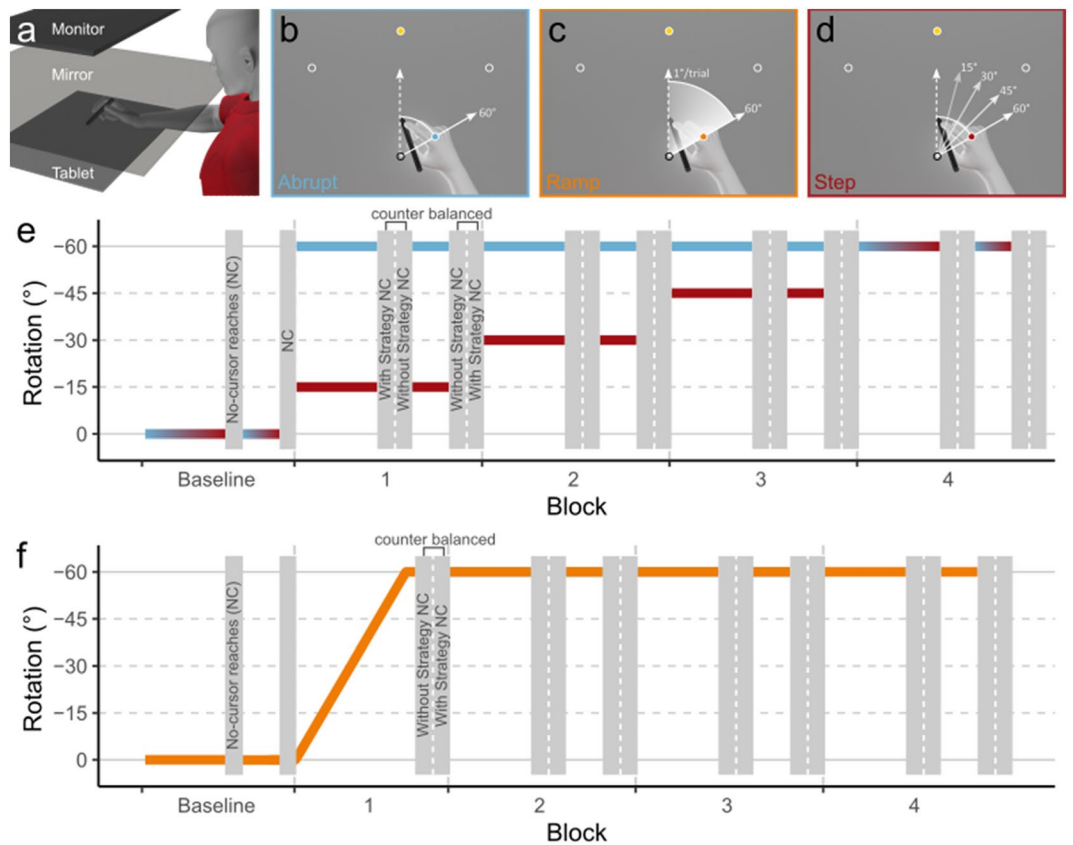 a
Monitor
Mirror
Tablet
b
60°
Abrupt
c
1°/trial
60°
Ramp
d
15°
30°
45°
60°
Step
e
counter balanced
Rotation (°)
−60
−45
−30
−15
0
No-cursor reaches (NC)
NC
With Strategy NC
Without Strategy NC
Without Strategy NC
With Strategy NC
Baseline
1
2
3
4
Block
f
counter balanced
Rotation (°)
−60
−45
−30
−15
0
No-cursor reaches (NC)
Without Strategy NC
With Strategy NC
Baseline
1
2
3
4
Block